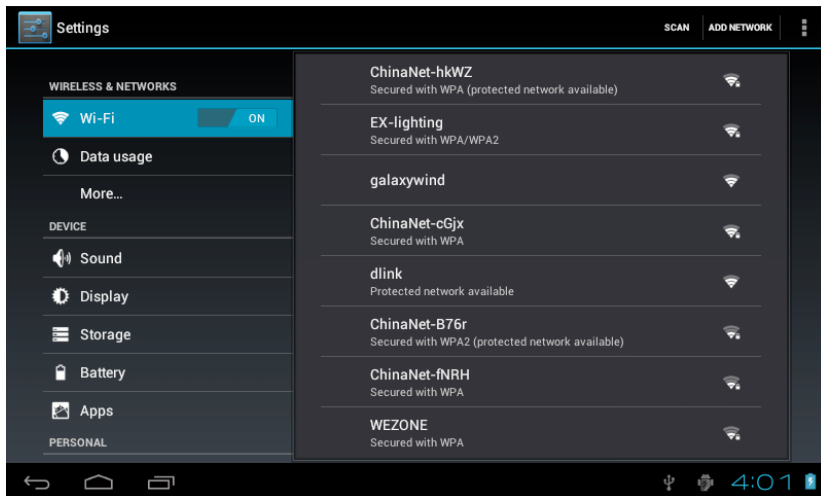 Settings
SCAN
ADD NETWORK
WIRELESS & NETWORKS
Wi-Fi
ON
Data usage
More...
DEVICE
Sound
Display
Storage
Battery
Apps
PERSONAL
ChinaNet-hkWZ
Secured with WPA (protected network available)
EX-lighting
Secured with WPA/WPA2
galaxywind
ChinaNet-cGjx
Secured with WPA
dlink
Protected network available
ChinaNet-B76r
Secured with WPA2 (protected network available)
ChinaNet-fNRH
Secured with WPA
WEZONE
Secured with WPA
4:01